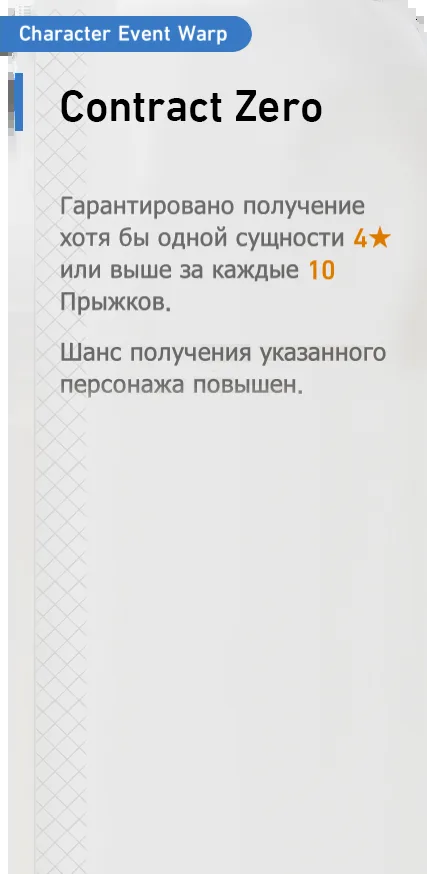 Character Event Warp
Contract Zero
Гарантировано получение
хотя бы одной сущности 4★
или выше за каждые 10
Прыжков.
Шанс получения указанного
персонажа повышен.